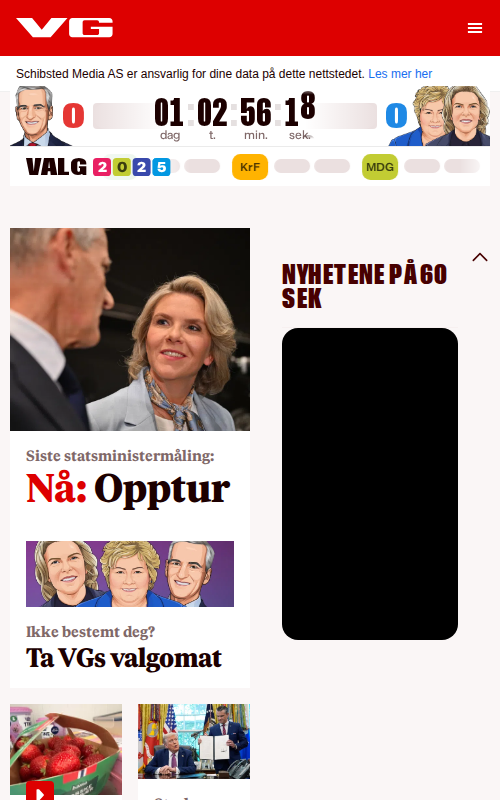 VG
Schibsted Media AS er ansvarlig for dine data på dette nettstedet. Les mer her
0 01 : 02 : 56 : 18 0
dag t. min. sek.
VALG 2025 KrF MDG
NYHETENE PÅ 60
SEK
Siste statsministermåling:
Nå: Opptur
Ikke bestemt deg?
Ta VGs valgomat